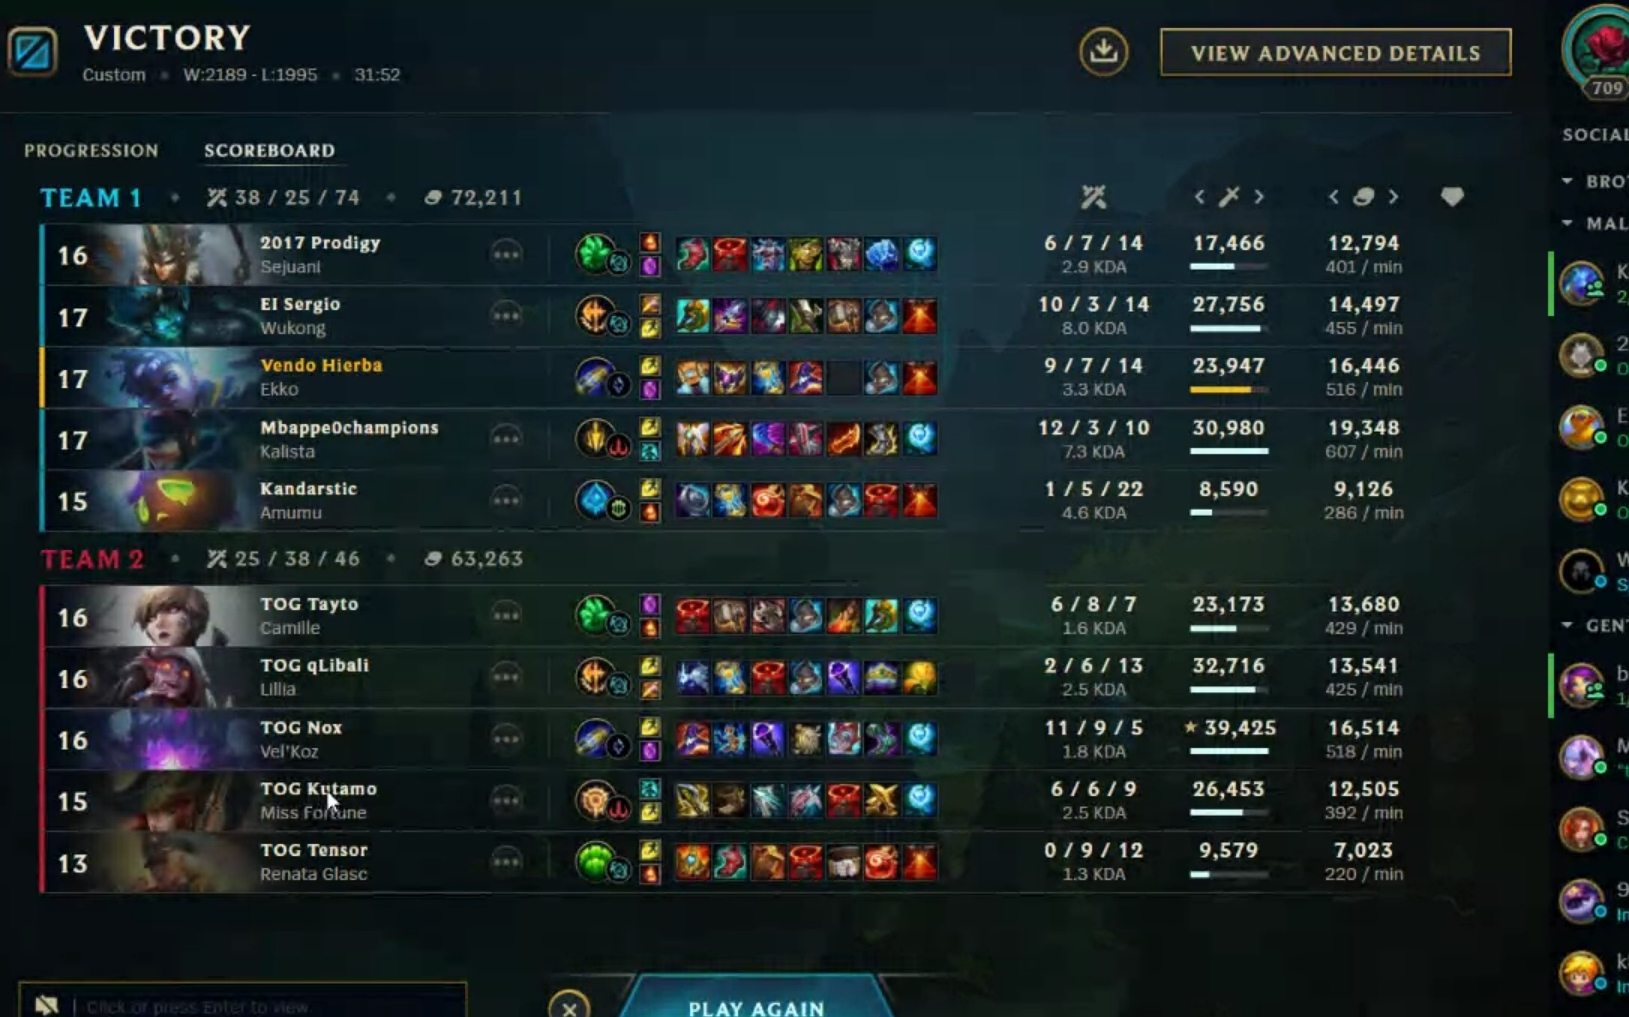 VICTORY
Custom • W:2189 - L:1995 • 31:52
VIEW ADVANCED DETAILS
709
SOCIAL
PROGRESSION SCOREBOARD
BRO
TEAM 1 • 38 / 25 / 74 • 72,211
MAL
16 2017 Prodigy 6 / 7 / 14 17,466 12,794
Sejuani 2.9 KDA 401 / min
17 EI Sergio 10 / 3 / 14 27,756 14,497
Wukong 8.0 KDA 455 / min
17 Vendo Hierba 9 / 7 / 14 23,947 16,446
Ekko 3.3 KDA 516 / min
17 Mbappe0champions 12 / 3 / 10 30,980 19,348
Kalista 7.3 KDA 607 / min
15 Kandarstic 1 / 5 / 22 8,590 9,126
Amumu 4.6 KDA 286 / min
TEAM 2 • 25 / 38 / 46 • 63,263
16 TOG Tayto 6 / 8 / 7 23,173 13,680
Camille 1.6 KDA 429 / min
GEN
16 TOG qLibali 2 / 6 / 13 32,716 13,541
Lillia 2.5 KDA 425 / min
16 TOG Nox 11 / 9 / 5 39,425 16,514
Vel'Koz 1.8 KDA 518 / min
15 TOG Kutamo 6 / 6 / 9 26,453 12,505
Miss Fortune 2.5 KDA 392 / min
13 TOG Tensor 0 / 9 / 12 9,579 7,023
Renata Glasc 1.3 KDA 220 / min
Click or press Enter to view
PLAY AGAIN